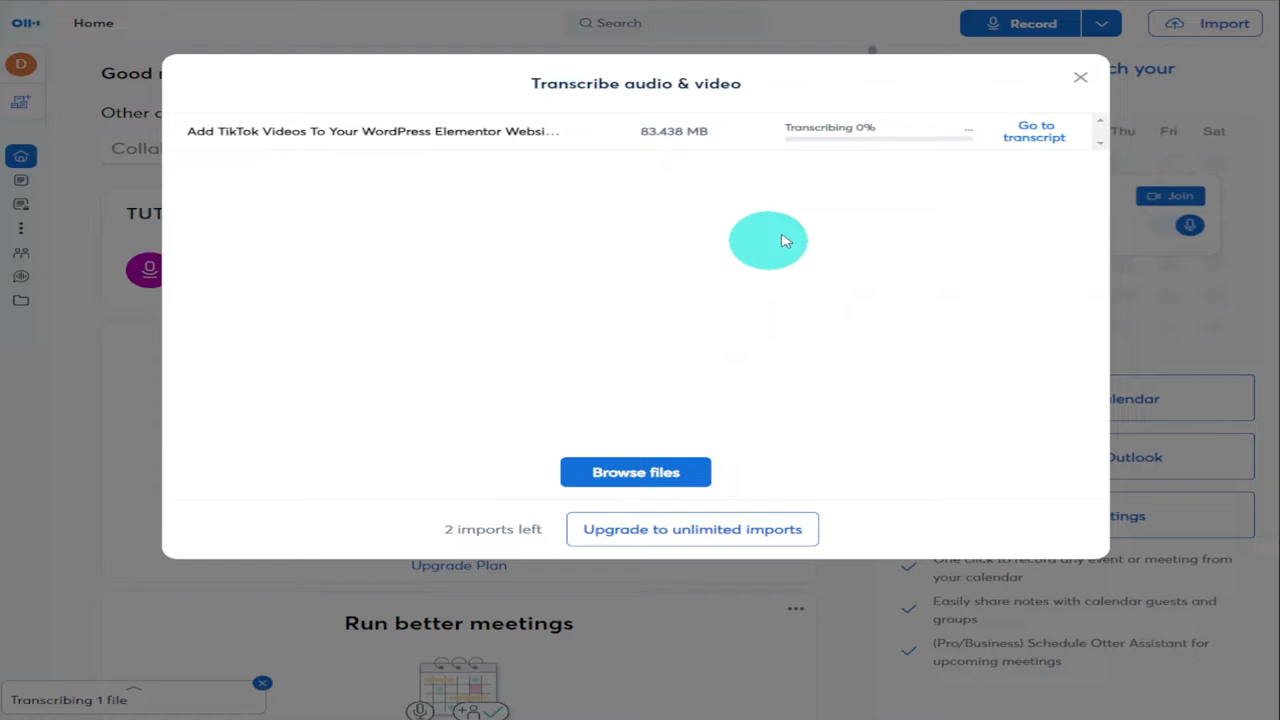 Home
Search
Record
Import
D
Good
ch your
Transcribe audio & video
Other
Add TikTok Videos To Your WordPress Elementor Websi...
83.438 MB
Transcribing 0%
...
Go to
transcript
Thu Fri Sat
Colla
Join
TUT
lendar
Outlook
tings
Browse files
2 imports left
Upgrade to unlimited imports
Upgrade Plan
One click to record any event or meeting from
your calendar
Easily share notes with calendar guests and
groups
(Pro/Business) Schedule Otter Assistant for
upcoming meetings
Run better meetings
Transcribing 1 file